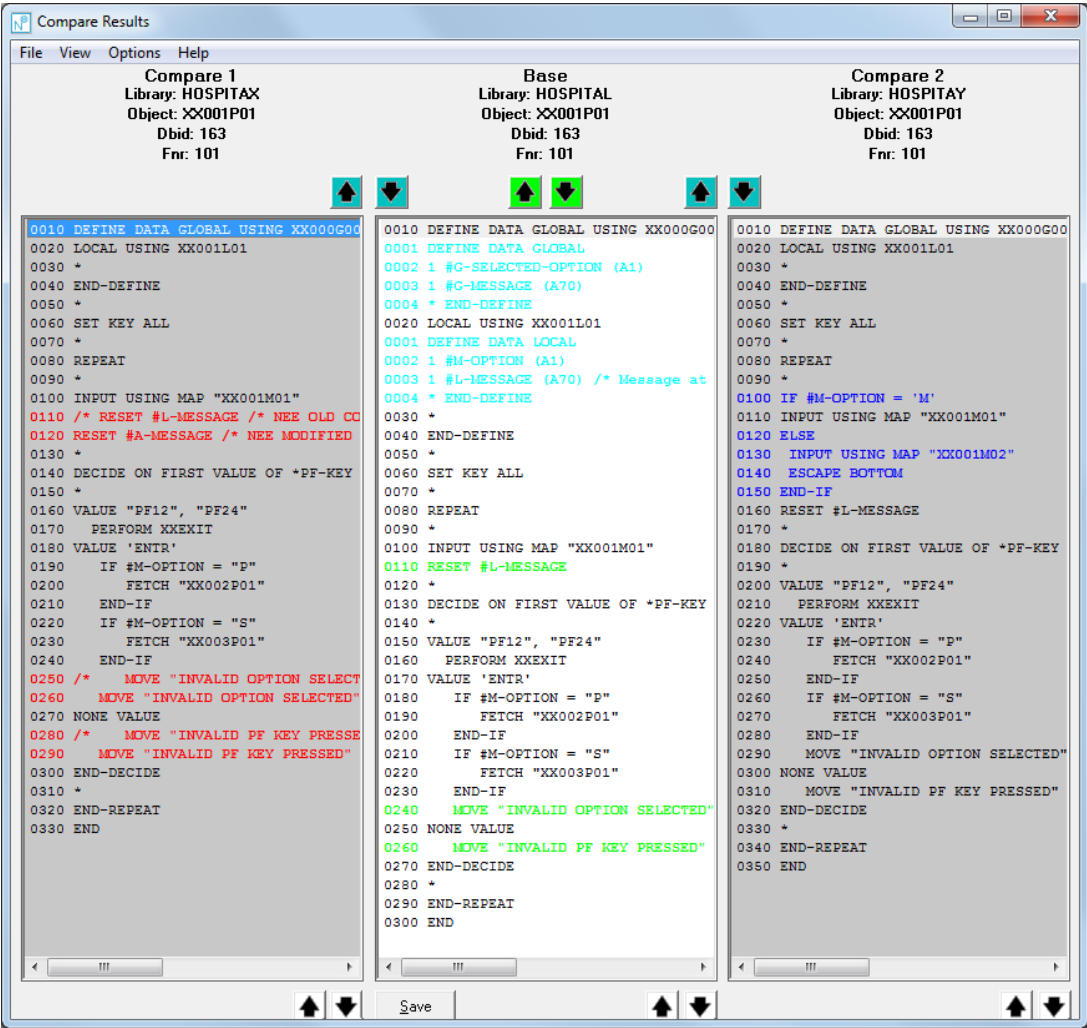 Compare Results
File View Options Help
Compare 1
Library: HOSPITAX
Object: XX001P01
Dbid: 163
Fnr: 101
Base
Library: HOSPITAL
Object: XX001P01
Dbid: 163
Fnr: 101
Compare 2
Library: HOSPITAY
Object: XX001P01
Dbid: 163
Fnr: 101
0010 DEFINE DATA GLOBAL USING XX000G00
0020 LOCAL USING XX001L01
0030 *
0040 END-DEFINE
0050 *
0060 SET KEY ALL
0070 *
0080 REPEAT
0090 *
0100 INPUT USING MAP "XX001M01"
0110 /* RESET #L-MESSAGE /* NEE OLD CO
0120 RESET #A-MESSAGE /* NEE MODIFIED
0130 *
0140 DECIDE ON FIRST VALUE OF *PF-KEY
0150 *
0160 VALUE "PF12", "PF24"
0170 PERFORM XXEXIT
0180 VALUE 'ENTR'
0190 IF #M-OPTION = "P"
0200 FETCH "XX002P01"
0210 END-IF
0220 IF #M-OPTION = "S"
0230 FETCH "XX003P01"
0240 END-IF
0250 /* MOVE "INVALID OPTION SELECT
0260 MOVE "INVALID OPTION SELECTED"
0270 NONE VALUE
0280 /* MOVE "INVALID PF KEY PRESSE
0290 MOVE "INVALID PF KEY PRESSED"
0300 END-DECIDE
0310 *
0320 END-REPEAT
0330 END
0010 DEFINE DATA GLOBAL USING XX000G00
0001 DEFINE DATA GLOBAL
0002 1 #G-SELECTED-OPTION (A1)
0003 1 #G-MESSAGE (A70)
0004 * END-DEFINE
0020 LOCAL USING XX001L01
0001 DEFINE DATA LOCAL
0002 1 #M-OPTION (A1)
0003 1 #L-MESSAGE (A70) /* Message at
0004 * END-DEFINE
0030 *
0040 END-DEFINE
0050 *
0060 SET KEY ALL
0070 *
0080 REPEAT
0090 *
0100 INPUT USING MAP "XX001M01"
0110 RESET #L-MESSAGE
0120 *
0130 DECIDE ON FIRST VALUE OF *PF-KEY
0140 *
0150 VALUE "PF12", "PF24"
0160 PERFORM XXEXIT
0170 VALUE 'ENTR'
0180 IF #M-OPTION = "P"
0190 FETCH "XX002P01"
0200 END-IF
0210 IF #M-OPTION = "S"
0220 FETCH "XX003P01"
0230 END-IF
0240 MOVE "INVALID OPTION SELECTED"
0250 NONE VALUE
0260 MOVE "INVALID PF KEY PRESSED"
0270 END-DECIDE
0280 *
0290 END-REPEAT
0300 END
0010 DEFINE DATA GLOBAL USING XX000G00
0020 LOCAL USING XX001L01
0030 *
0040 END-DEFINE
0050 *
0060 SET KEY ALL
0070 *
0080 REPEAT
0090 *
0100 IF #M-OPTION = 'M'
0110 INPUT USING MAP "XX001M01"
0120 ELSE
0130 INPUT USING MAP "XX001M02"
0140 ESCAPE BOTTOM
0150 END-IF
0160 RESET #L-MESSAGE
0170 *
0180 DECIDE ON FIRST VALUE OF *PF-KEY
0190 *
0200 VALUE "PF12", "PF24"
0210 PERFORM XXEXIT
0220 VALUE 'ENTR'
0230 IF #M-OPTION = "P"
0240 FETCH "XX002P01"
0250 END-IF
0260 IF #M-OPTION = "S"
0270 FETCH "XX003P01"
0280 END-IF
0290 MOVE "INVALID OPTION SELECTED"
0300 NONE VALUE
0310 MOVE "INVALID PF KEY PRESSED"
0320 END-DECIDE
0330 *
0340 END-REPEAT
0350 END
Save